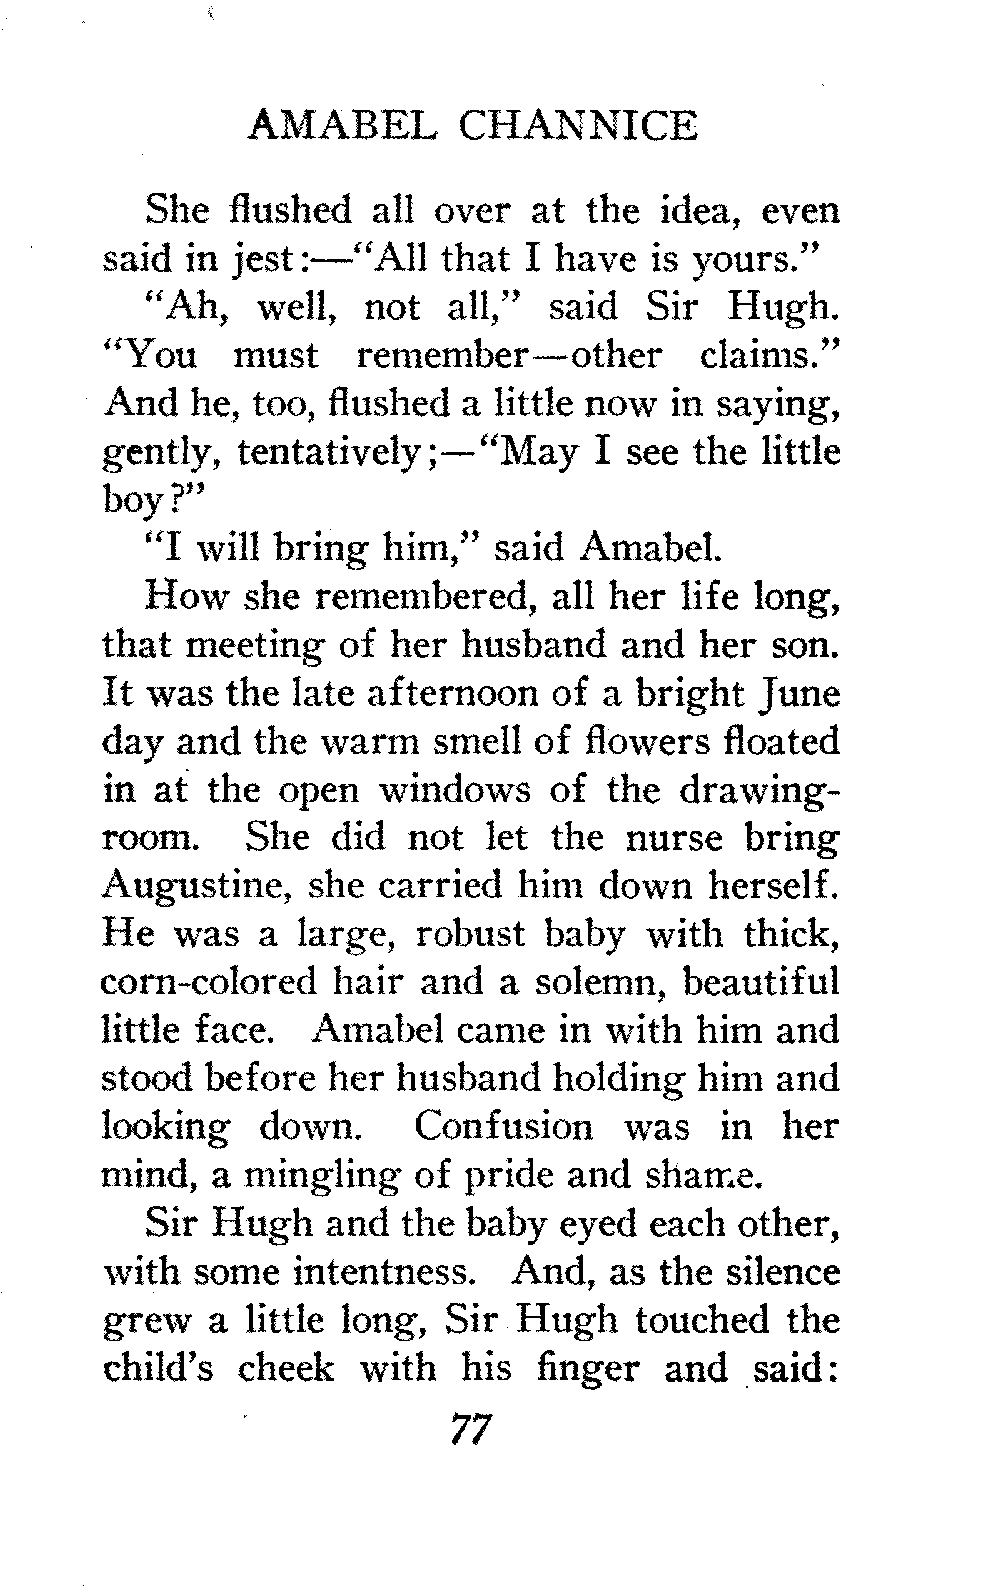 AMABEL CHANNICE
She flushed all over at the idea, even
said in jest:—“All that I have is yours.”
“Ah, well, not all,” said Sir Hugh.
“You must remember—other claims.”
And he, too, flushed a little now in saying,
gently, tentatively;—“May I see the little
boy?”
“I will bring him,” said Amabel.
How she remembered, all her life long,
that meeting of her husband and her son.
It was the late afternoon of a bright June
day and the warm smell of flowers floated
in at the open windows of the drawing-
room. She did not let the nurse bring
Augustine, she carried him down herself.
He was a large, robust baby with thick,
corn-colored hair and a solemn, beautiful
little face. Amabel came in with him and
stood before her husband holding him and
looking down. Confusion was in her
mind, a mingling of pride and shame.
Sir Hugh and the baby eyed each other,
with some intentness. And, as the silence
grew a little long, Sir Hugh touched the
child’s cheek with his finger and said:
77